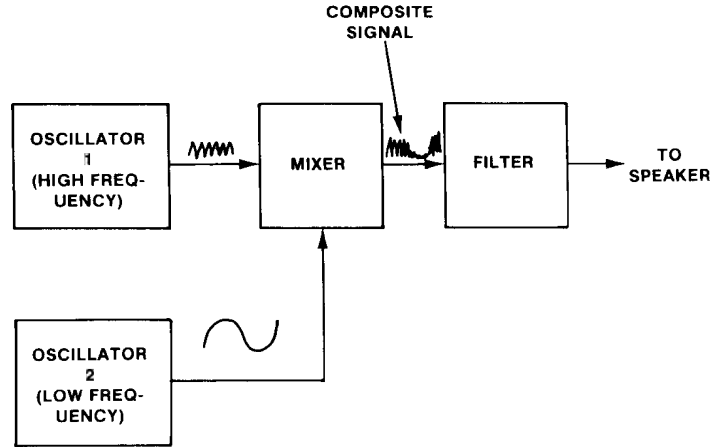 COMPOSITE
SIGNAL
OSCILLATOR
1
(HIGH FREQ-
UENCY)
MIXER
FILTER
TO
SPEAKER
OSCILLATOR
2
(LOW FREQ-
UENCY)